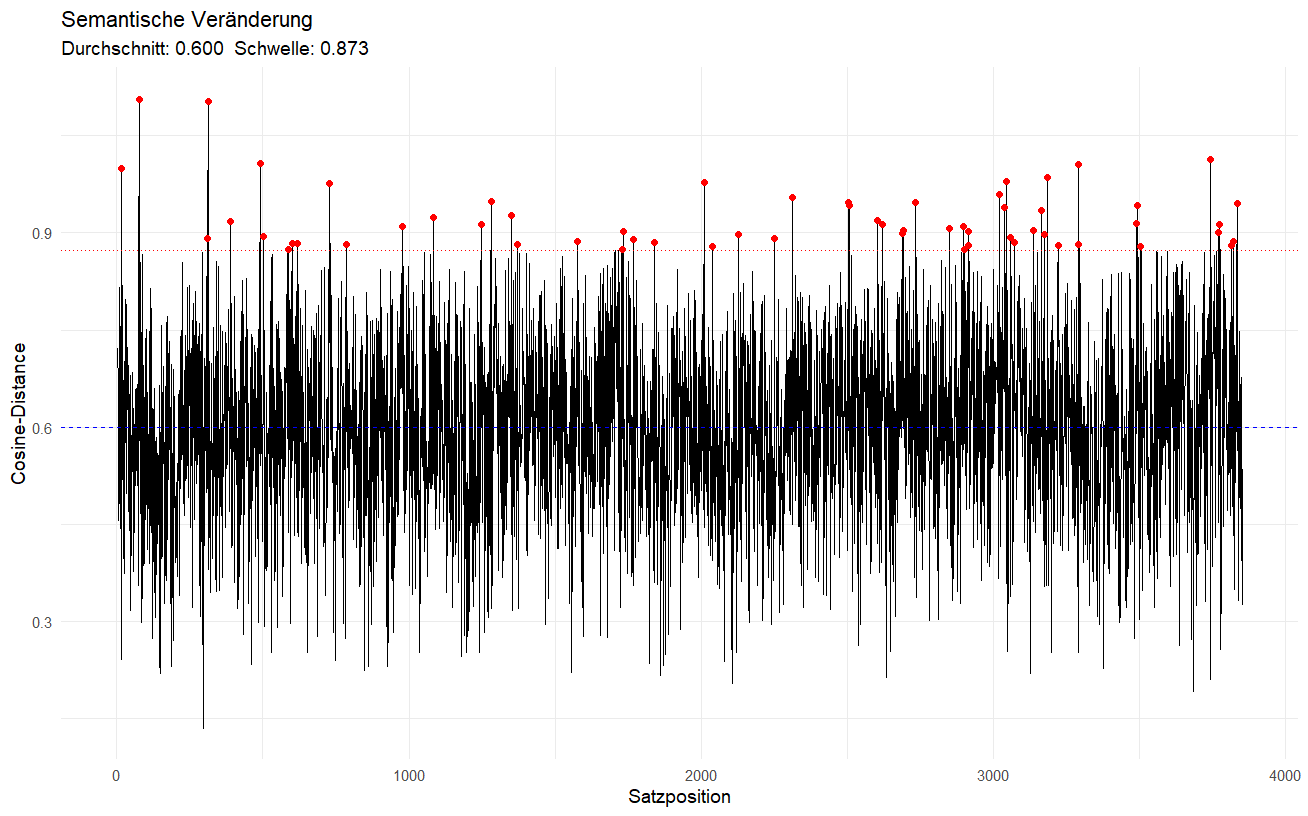 Semantische Veränderung
Durchschnitt: 0.600  Schwelle: 0.873
Cosine-Distance
0.9
0.6
0.3
0
1000
2000
3000
4000
Satzposition